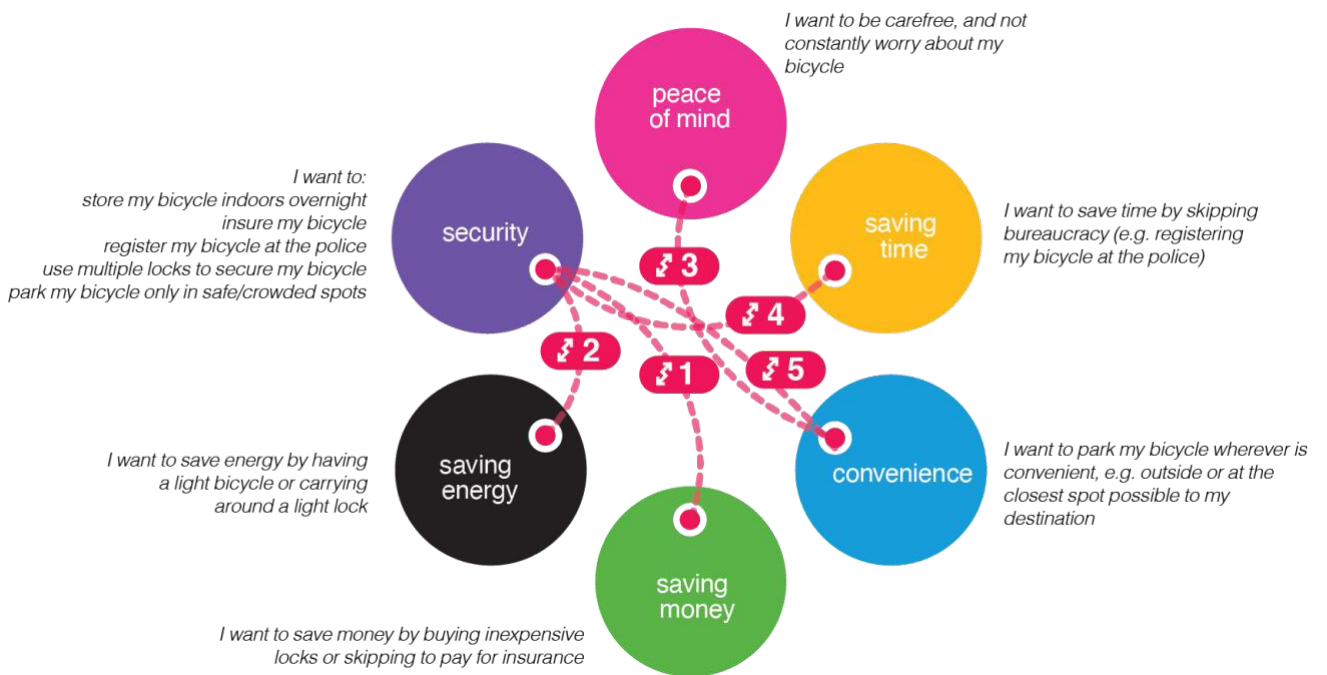 I want to be carefree, and not
constantly worry about my
bicycle
peace
of mind
I want to:
store my bicycle indoors overnight
insure my bicycle
register my bicycle at the police
use multiple locks to secure my bicycle
park my bicycle only in safe/crowded spots
security
saving
time
I want to save time by skipping
bureaucracy (e.g. registering
my bicycle at the police)
3
4
2
1
5
I want to save energy by having
a light bicycle or carrying
around a light lock
saving
energy
convenience
I want to park my bicycle wherever is
convenient, e.g. outside or at the
closest spot possible to my
destination
saving
money
I want to save money by buying inexpensive
locks or skipping to pay for insurance